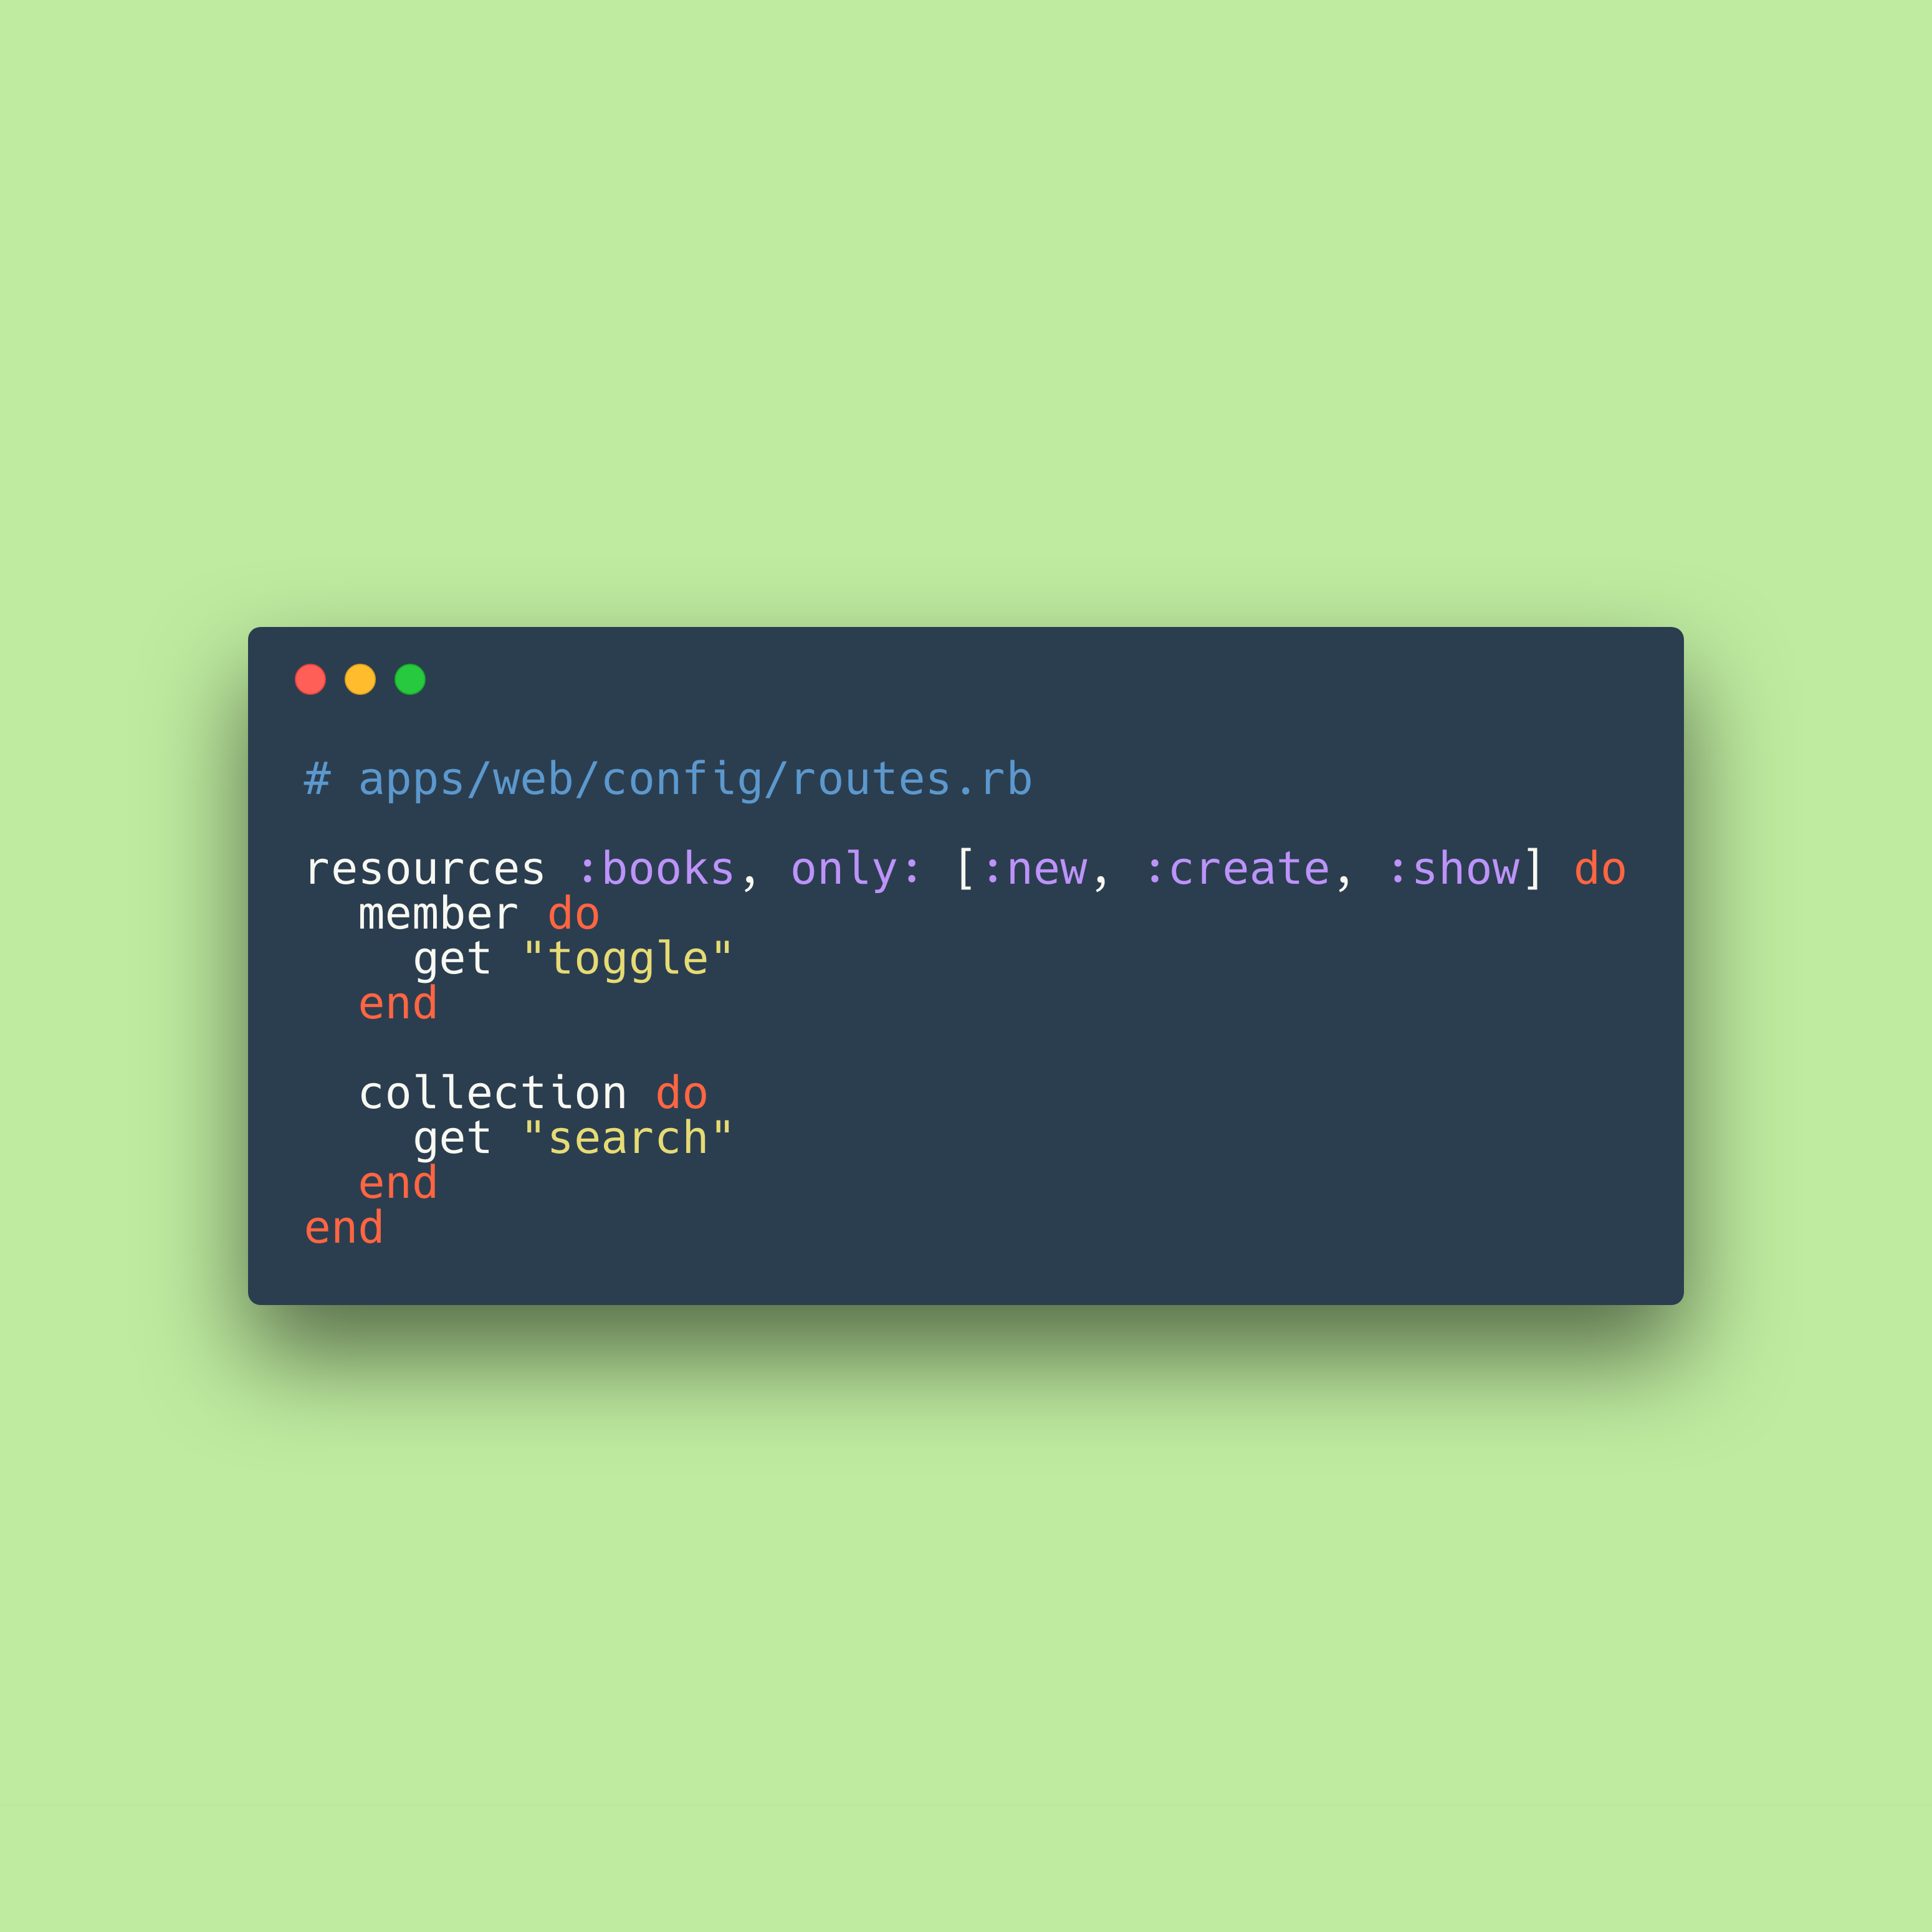 # apps/web/config/routes.rb
resources :books, only: [:new, :create, :show] do
  member do
    get "toggle"
  end
  collection do
    get "search"
  end
end